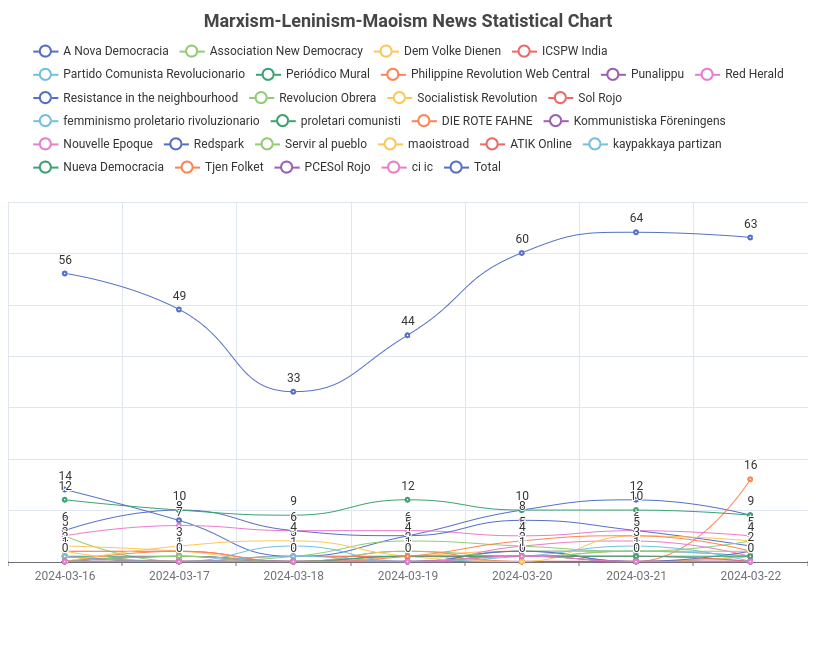 Marxism-Leninism-Maoism News Statistical Chart
A Nova Democracia Association New Democracy Dem Volke Dienen ICSPW India
Partido Comunista Revolucionario Periódico Mural Philippine Revolution Web Central Punalippu Red Herald
Resistance in the neighbourhood Revolucion Obrera Socialistisk Revolution Sol Rojo
femminismo proletario rivoluzionario proletari comunisti DIE ROTE FAHNE Kommunistiska Föreningens
Nouvelle Epoque Redspark Servir al pueblo maoistroad ATIK Online kaypakkaya partizan
Nueva Democracia Tjen Folket PCESol Rojo ci ic Total
64
63
60
56
49
44
33
16
14
12 12 12
10 10 10
9 9
8
7
6 6
5
4 4 4
3 3
2
1
0 0 0 0 0 0 0
2024-03-16 2024-03-17 2024-03-18 2024-03-19 2024-03-20 2024-03-21 2024-03-22